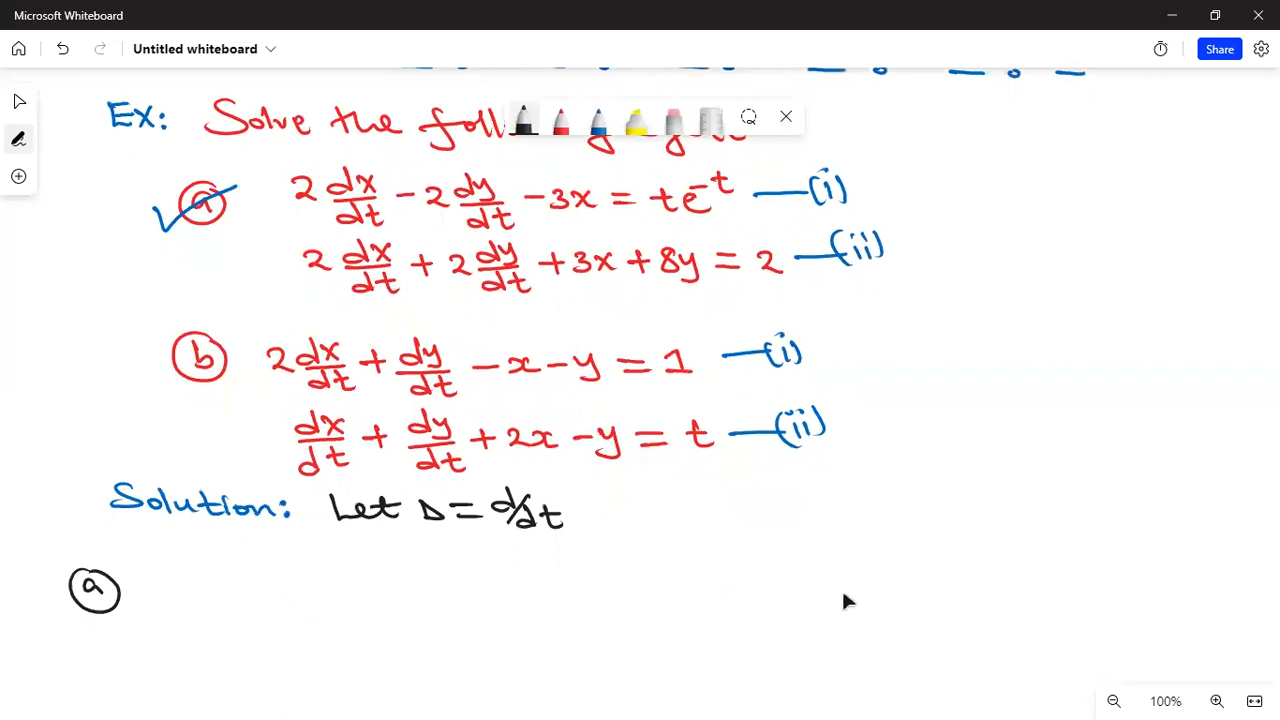 Microsoft Whiteboard
Untitled whiteboard
Share
EX: Solve the
(a) 2 dx/dt - 2 dy/dt - 3x = te^-t —(i)
2 dx/dt + 2 dy/dt + 3x + 8y = 2 —(ii)
(b) 2 dx/dt + dy/dt - x - y = 1 —(i)
dx/dt + dy/dt + 2x - y = t —(ii)
Solution: Let D = d/dt
(a)
100%